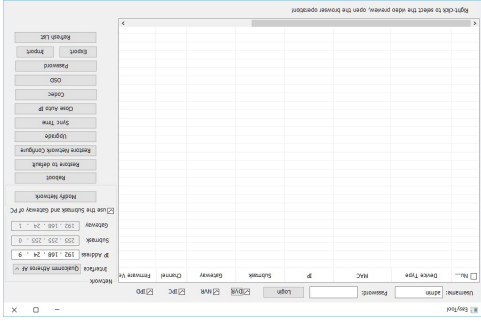 EasyTool
Username: admin Password: Login DVR NVR IPC IPD
Nu... Device Type MAC IP Submask Gateway Channel Firmware Ve
Network
Interface Qualcomm Atheros AF
IP Address 192 . 168 . 24 . 9
Submask 255 . 255 . 255 . 0
Gateway 192 . 168 . 24 . 1
use the Submask and Gateway of PC
Modify Network
Reboot
Restore to default
Restore Network Configure
Upgrade
Sync Time
Close Auto IP
Codec
OSD
Password
Export Import
Refresh List
Right-click to select the video preview, open the browser operation!